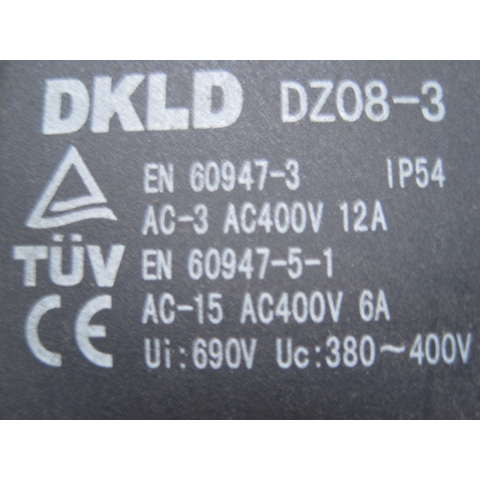 DKLD DZ08-3
EN 60947-3 IP54
AC-3 AC400V 12A
TÜV EN 60947-5-1
CE AC-15 AC400V 6A
Ui:690V Uc:380~400V